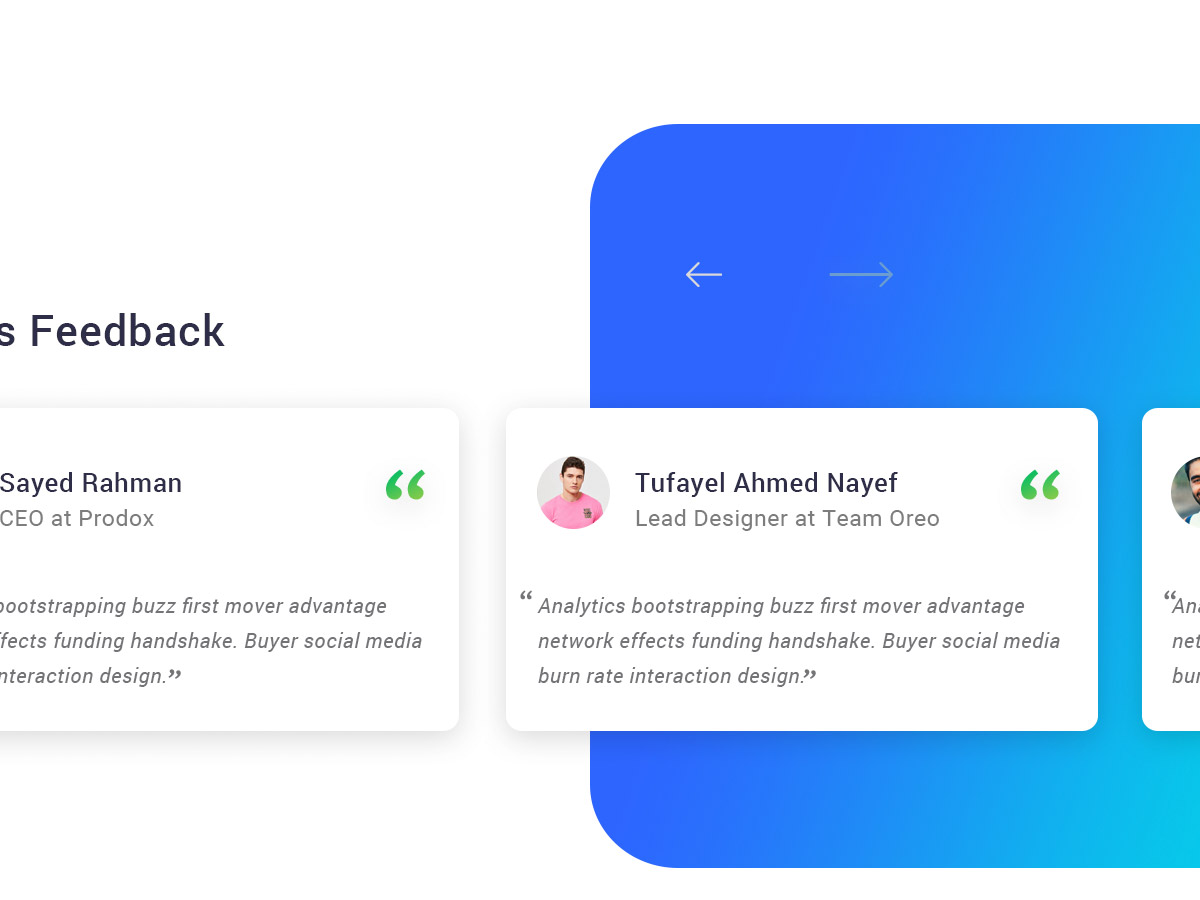 s Feedback
Sayed Rahman
CEO at Prodox
bootstrapping buzz first mover advantage
ffects funding handshake. Buyer social media
nteraction design.”
Tufayel Ahmed Nayef
Lead Designer at Team Oreo
“ Analytics bootstrapping buzz first mover advantage
network effects funding handshake. Buyer social media
burn rate interaction design.”
“Ana
net
bur